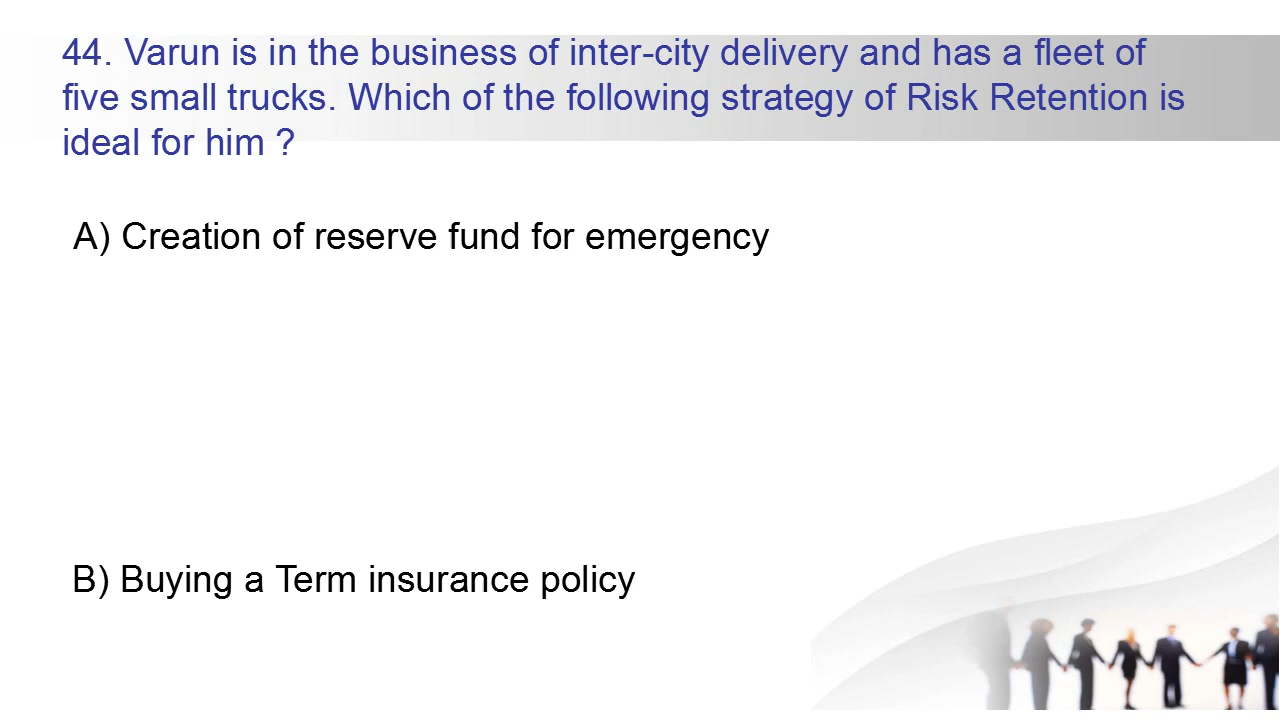 44. Varun is in the business of inter-city delivery and has a fleet of
five small trucks. Which of the following strategy of Risk Retention is
ideal for him ?
A) Creation of reserve fund for emergency
B) Buying a Term insurance policy